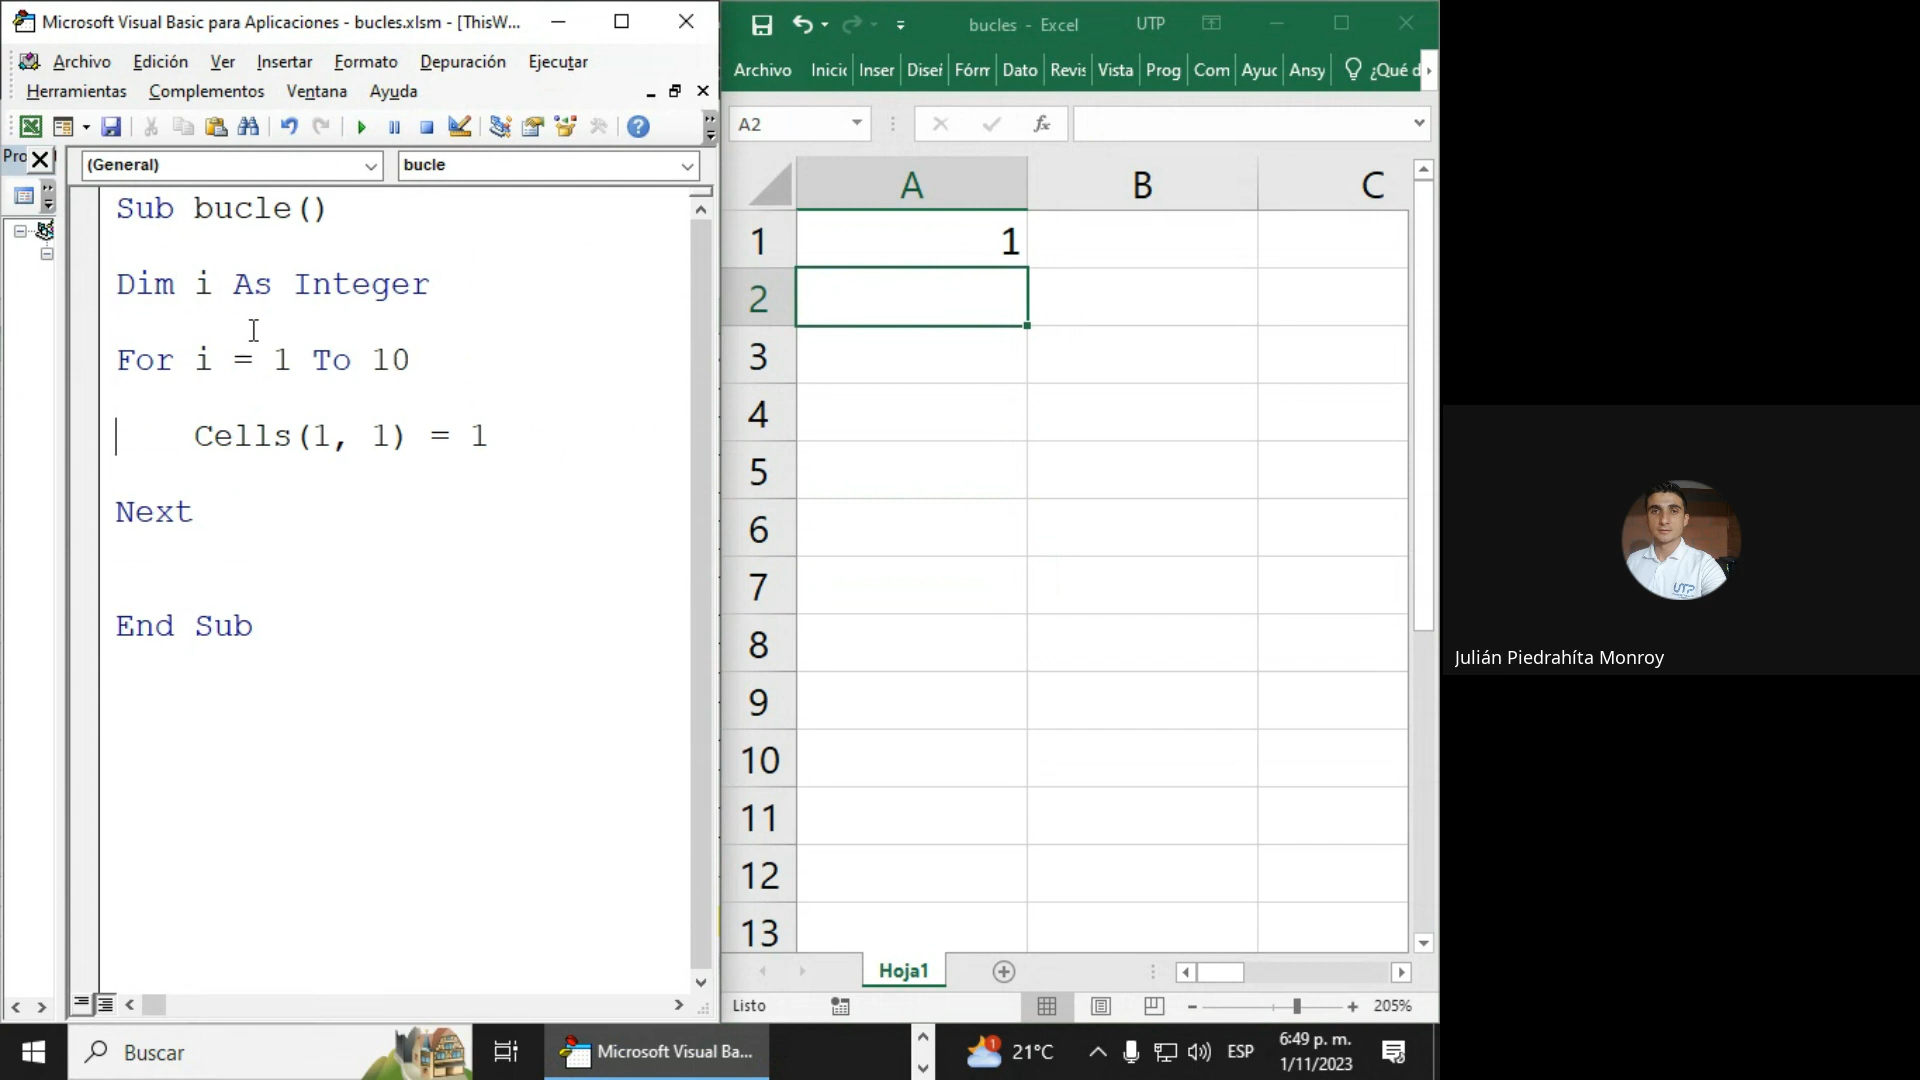 Microsoft Visual Basic para Aplicaciones - bucles.xlsm - [ThisW...
Archivo Edición Ver Insertar Formato Depuración Ejecutar
Herramientas Complementos Ventana Ayuda
Pro
(General) bucle
Sub bucle()
Dim i As Integer
For i = 1 To 10
Cells(1, 1) = 1
Next
End Sub
bucles - Excel UTP
Archivo Inicio Inser Diseñ Fórm Dato Revis Vista Prog Com Ayuc Ansy ¿Qué d
A2 fx
A B C
1 1
2
3
4
5
6
7
8
9
10
11
12
13
Hoja1
Listo 205%
UTP
Julián Piedrahíta Monroy
Buscar Microsoft Visual Ba... 1 21°C ESP 6:49 p. m.
1/11/2023